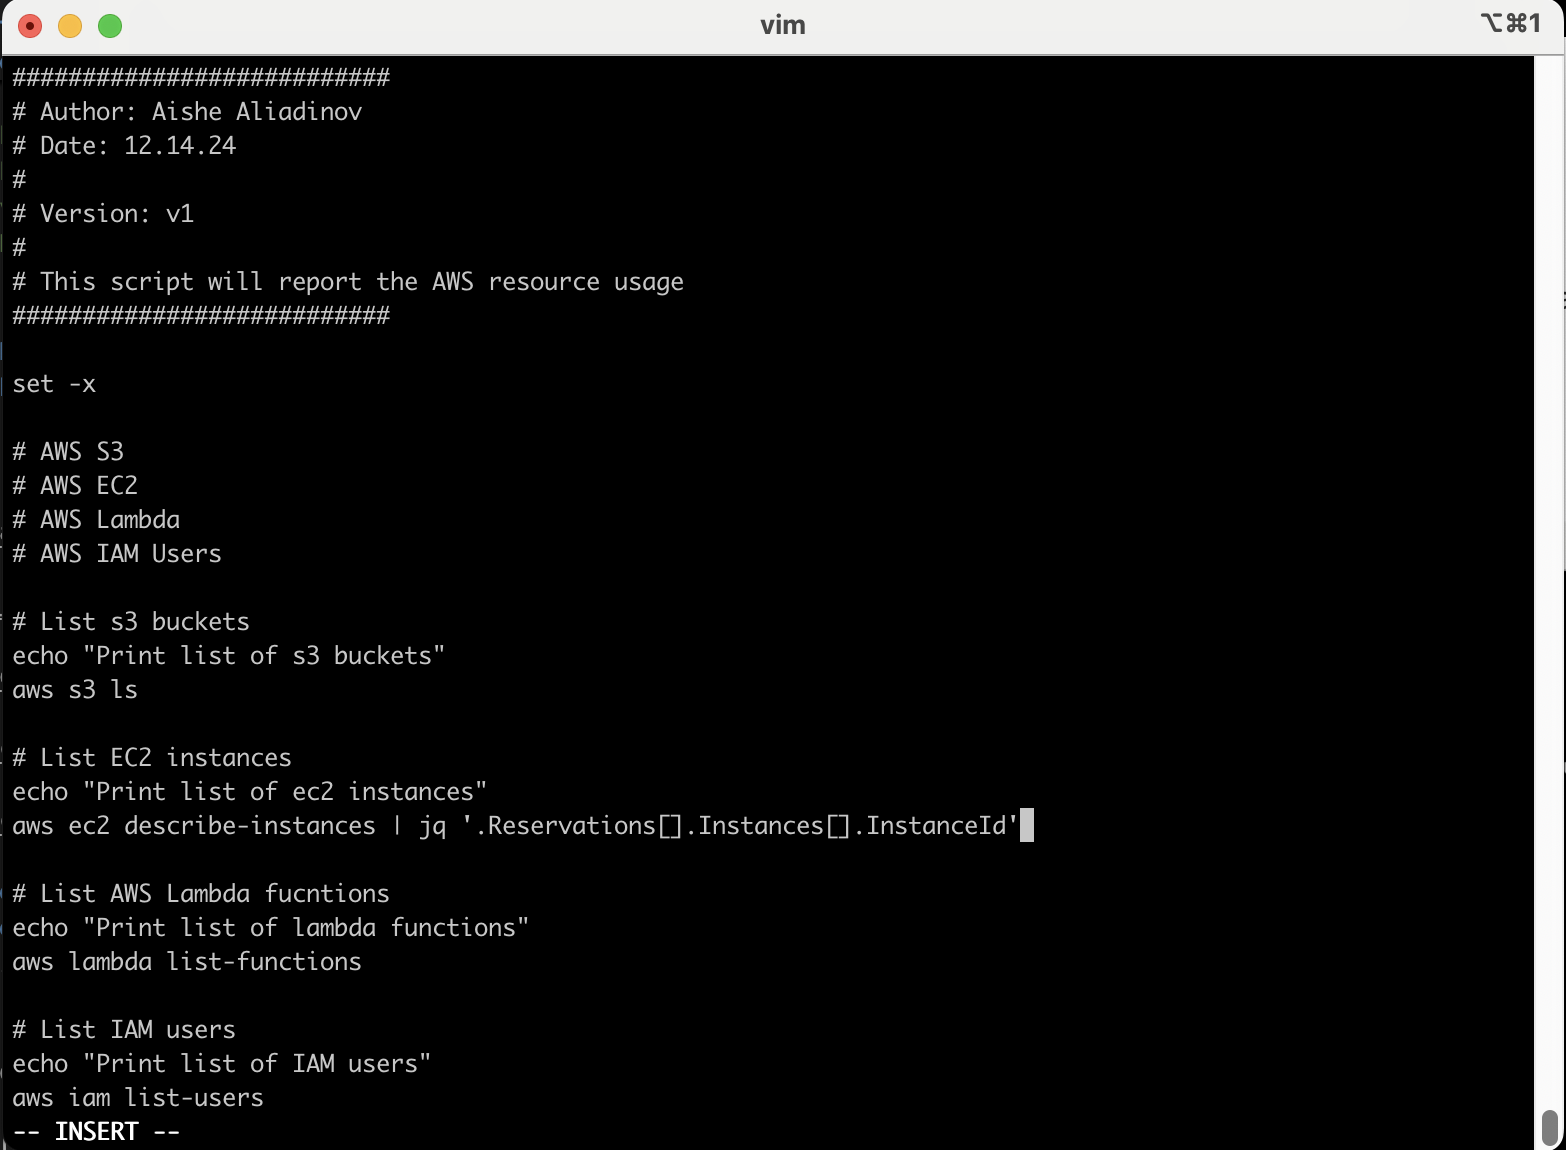 vim
⌥⌘1
###########################
# Author: Aishe Aliadinov
# Date: 12.14.24
#
# Version: v1
#
# This script will report the AWS resource usage
###########################
set -x
# AWS S3
# AWS EC2
# AWS Lambda
# AWS IAM Users
# List s3 buckets
echo "Print list of s3 buckets"
aws s3 ls
# List EC2 instances
echo "Print list of ec2 instances"
aws ec2 describe-instances | jq '.Reservations[].Instances[].InstanceId'
# List AWS Lambda fucntions
echo "Print list of lambda functions"
aws lambda list-functions
# List IAM users
echo "Print list of IAM users"
aws iam list-users
-- INSERT --